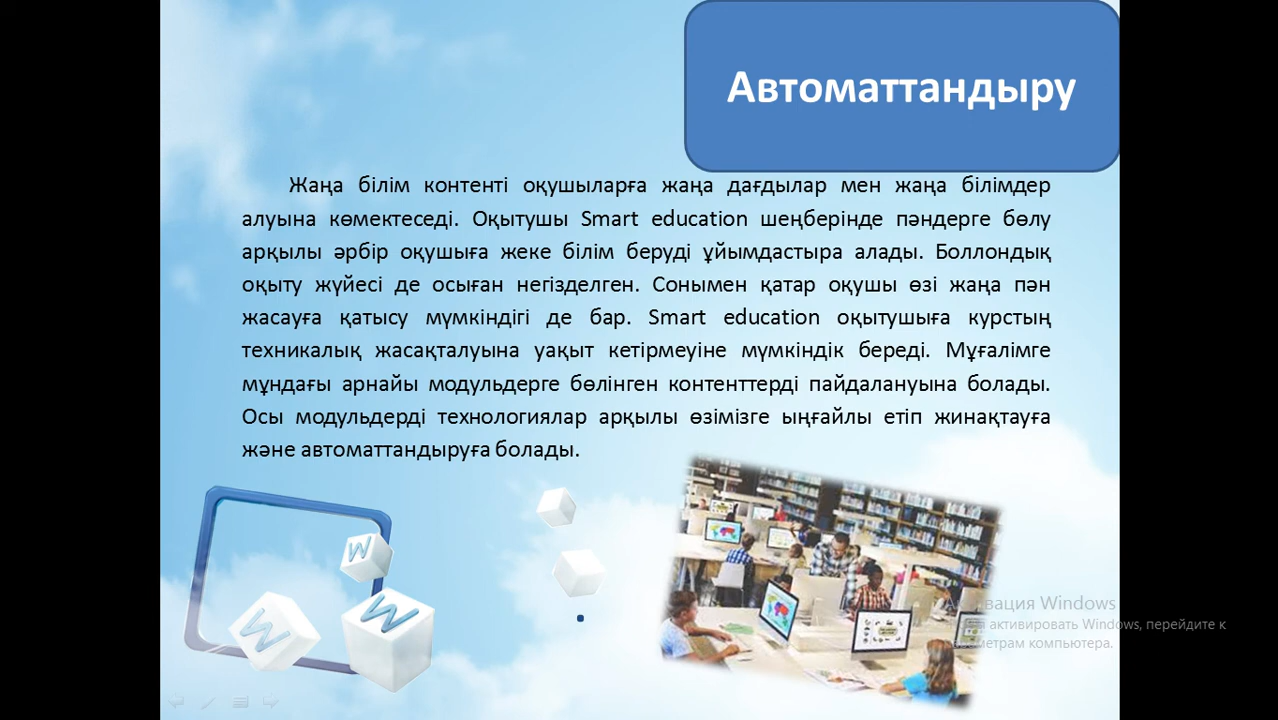 Автоматтандыру
Жаңа білім контенті оқушыларға жаңа дағдылар мен жаңа білімдер
алуына көмектеседі. Оқытушы Smart education шеңберінде пәндерге бөлу
арқылы әрбір оқушыға жеке білім беруді ұйымдастыра алады. Боллондық
оқыту жүйесі де осыған негізделген. Сонымен қатар оқушы өзі жаңа пән
жасауға қатысу мүмкіндігі де бар. Smart education оқытушыға курстың
техникалық жасақталуына уақыт кетірмеуіне мүмкіндік береді. Мұғалімге
мұндағы арнайы модульдерге бөлінген контенттерді пайдалануына болады.
Осы модульдерді технологиялар арқылы өзімізге ыңғайлы етіп жинақтауға
және автоматтандыруға болады.
W
W
W
Windows
активировать Windows, перейдите к
компьютера.